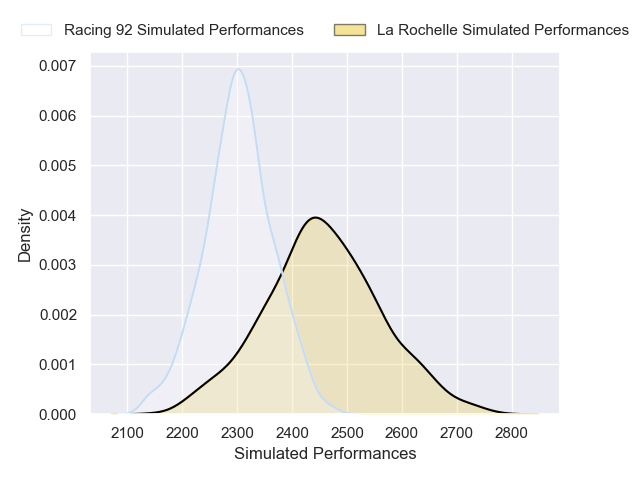 Racing 92 Simulated Performances La Rochelle Simulated Performances
0.007
0.006
0.005
0.004
0.003
0.002
0.001
0.000
Density
2100 2200 2300 2400 2500 2600 2700 2800
Simulated Performances